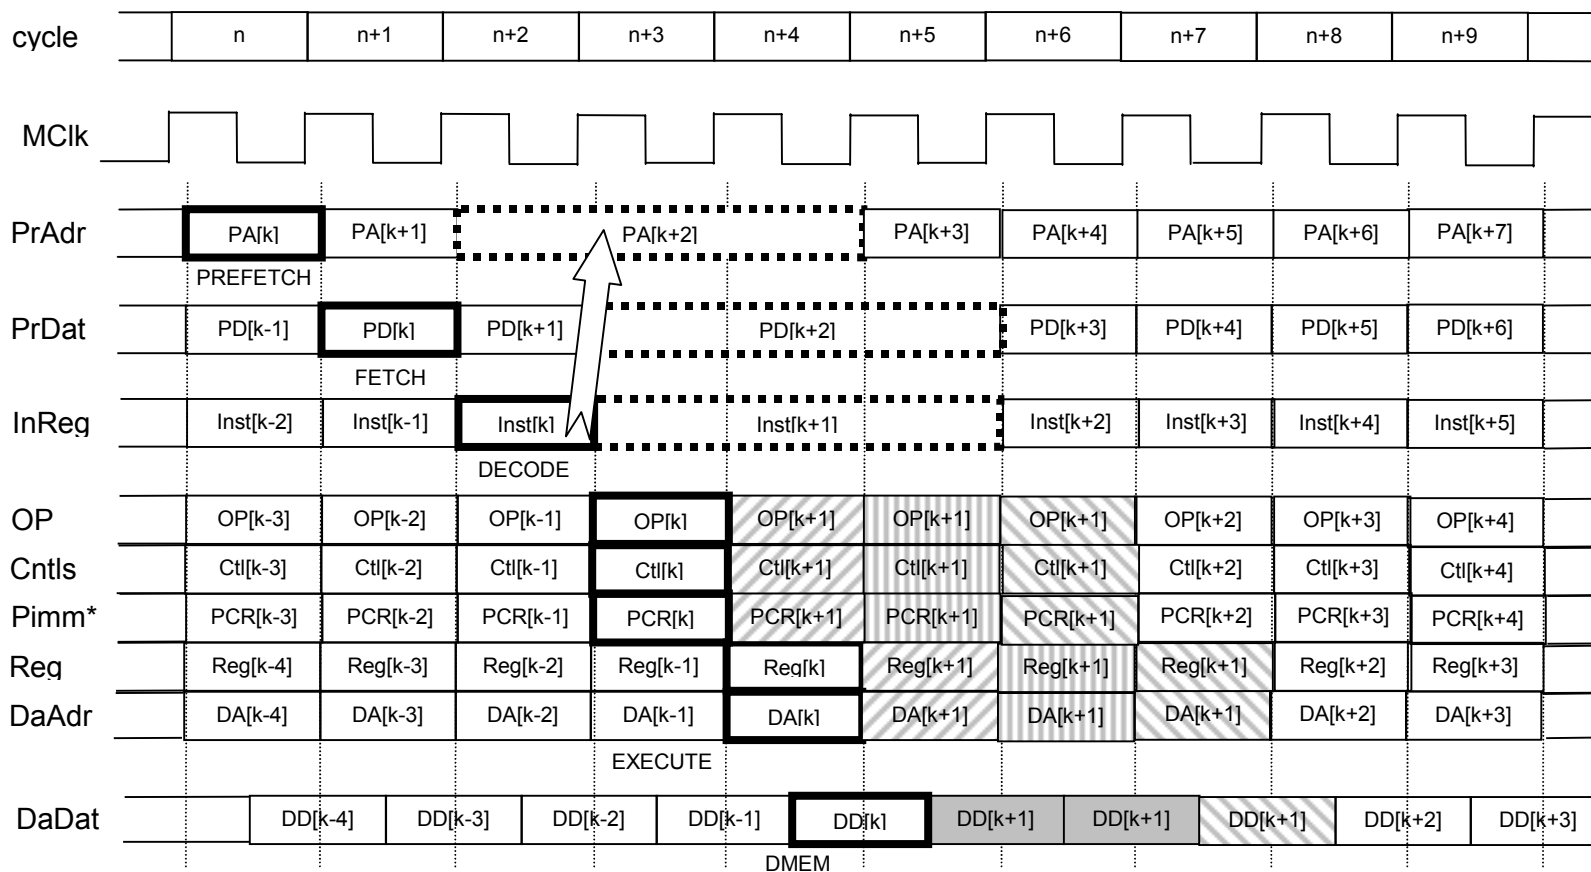 cycle n n+1 n+2 n+3 n+4 n+5 n+6 n+7 n+8 n+9
MClk
PrAdr PA[k] PA[k+1] PA[k+2] PA[k+3] PA[k+4] PA[k+5] PA[k+6] PA[k+7]
PREFETCH
PrDat PD[k-1] PD[k] PD[k+1] PD[k+2] PD[k+3] PD[k+4] PD[k+5] PD[k+6]
FETCH
InReg Inst[k-2] Inst[k-1] Inst[k] Inst[k+1] Inst[k+2] Inst[k+3] Inst[k+4] Inst[k+5]
DECODE
OP OP[k-3] OP[k-2] OP[k-1] OP[k] OP[k+1] OP[k+1] OP[k+1] OP[k+2] OP[k+3] OP[k+4]
Cntls Ctl[k-3] Ctl[k-2] Ctl[k-1] Ctl[k] Ctl[k+1] Ctl[k+1] Ctl[k+1] Ctl[k+2] Ctl[k+3] Ctl[k+4]
Pimm* PCR[k-3] PCR[k-2] PCR[k-1] PCR[k] PCR[k+1] PCR[k+1] PCR[k+1] PCR[k+2] PCR[k+3] PCR[k+4]
Reg Reg[k-4] Reg[k-3] Reg[k-2] Reg[k-1] Reg[k] Reg[k+1] Reg[k+1] Reg[k+1] Reg[k+2] Reg[k+3]
DaAdr DA[k-4] DA[k-3] DA[k-2] DA[k-1] DA[k] DA[k+1] DA[k+1] DA[k+1] DA[k+2] DA[k+3]
EXECUTE
DaDat DD[k-4] DD[k-3] DD[k-2] DD[k-1] DD[k] DD[k+1] DD[k+1] DD[k+1] DD[k+2] DD[k+3]
DMEM